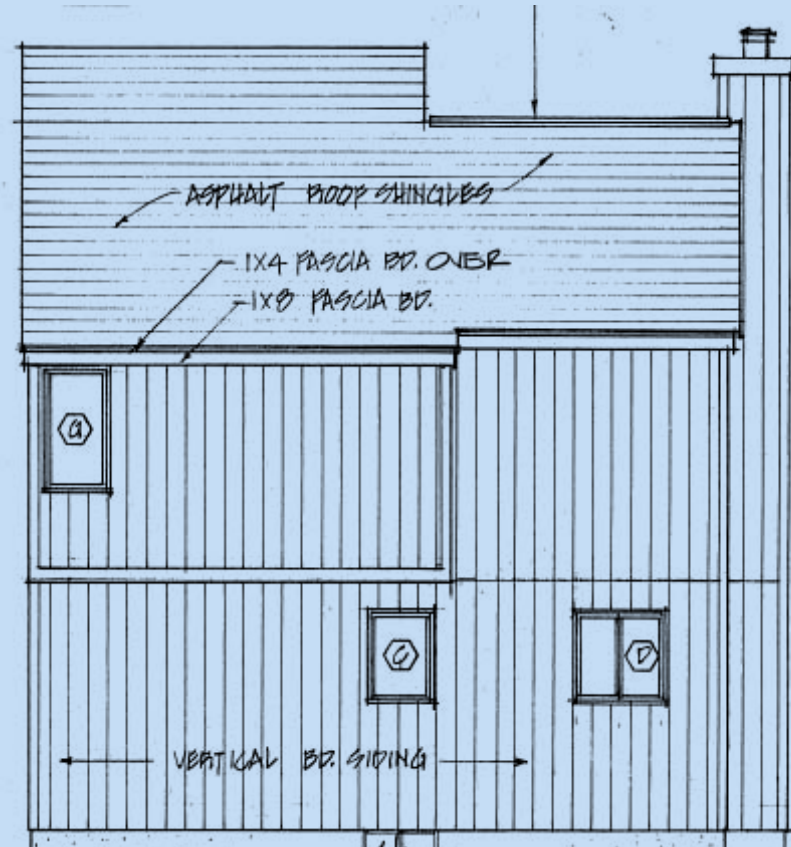 ASPHALT ROOF SHINGLES
1X4 FASCIA BD. OVER
1X8 FASCIA BD.
G
C
D
VERTICAL BD. SIDING